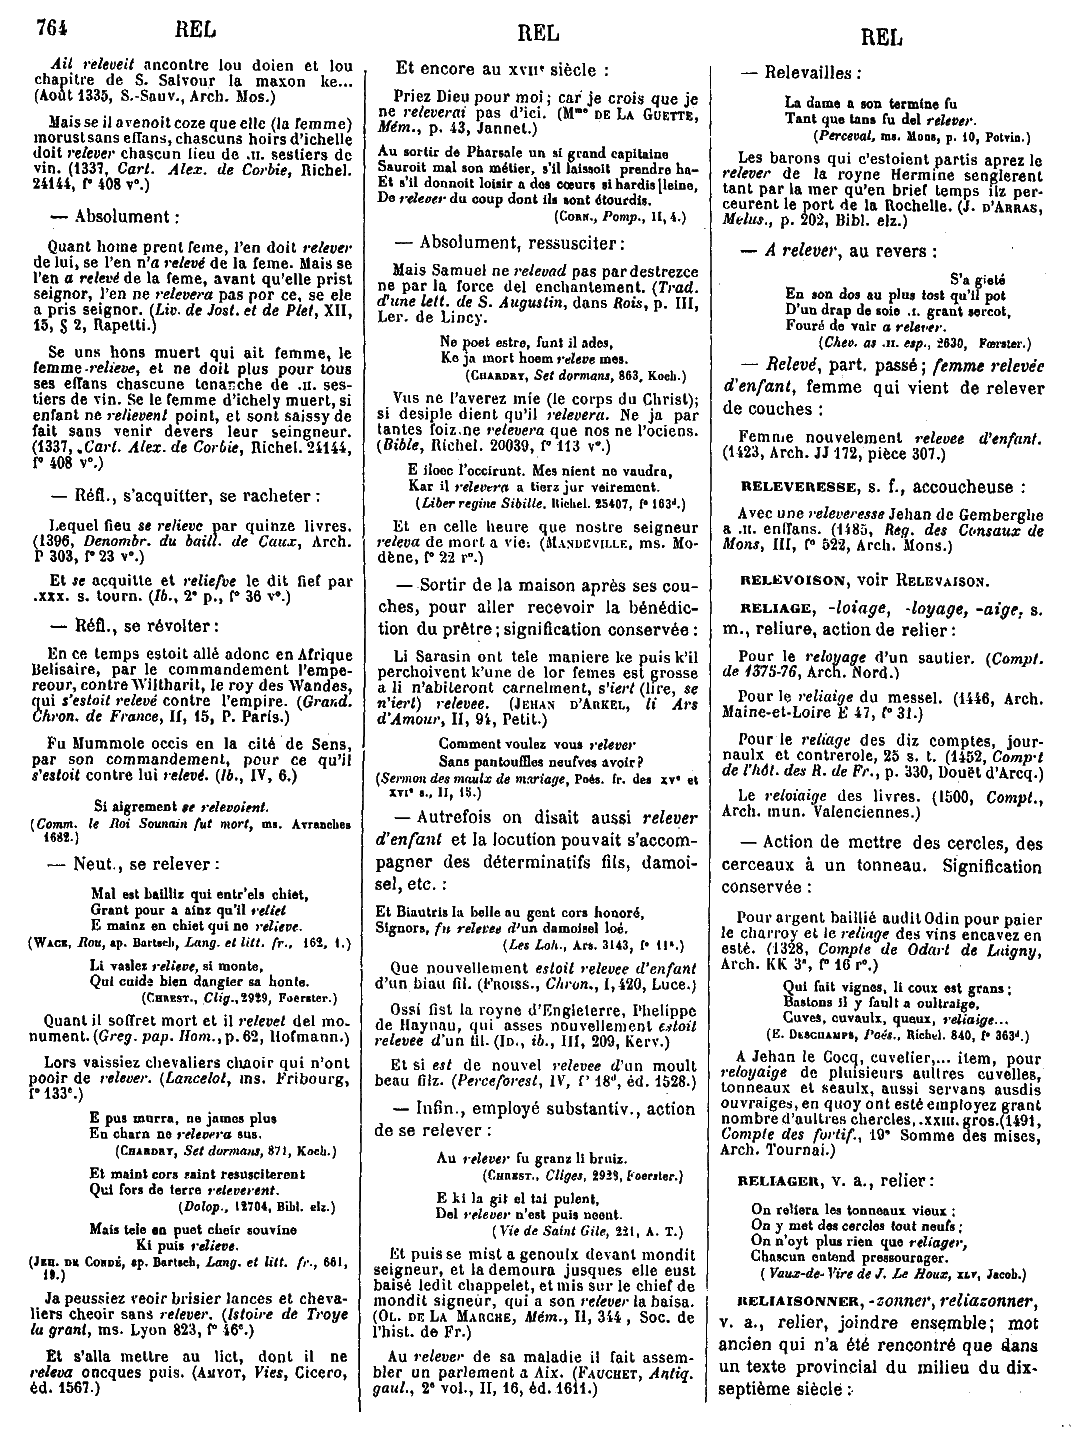 764 REL
Ail releveit ancontre lou doien et lou
chapitre de S. Salvour la maxon ke...
(Août 1335, S.-Sauv., Arch. Mos.)
Mais se il avenoit coze que elle (la femme)
morust sans effans, chascuns hoirs d'ichelle
doit relever chascun lieu de .II. sestiers de
vin. (1337, Cart. Alex. de Corbie, Richel.
24144, f° 408 v°.)
— Absolument :
Quant home prent feme, l'en doit relever
de lui, se l'en n'a relevé de la feme. Mais se
l'en a relevé de la feme, avant qu'elle prist
seignor, l'en ne relevera pas por ce, se ele
a pris seignor. (Liv. de Jost. et de Plet, XII,
15, § 2, Rapetti.)
Se uns hons muert qui ait femme, le
femme relieve, et ne doit plus pour tous
ses effans chascune tenanche de .II. ses-
tiers de vin. Se le femme d'ichely muert, si
enfant ne relievent point, et sont saissy de
fait sans venir devers leur seingneur.
(1337, Cart. Alex. de Corbie, Richel. 24144,
f° 408 v°.)
— Réfl., s'acquitter, se racheter :
Lequel fieu se relieve par quinze livres.
(1396, Denombr. du baill. de Caux, Arch.
P 303, f° 23 v°.)
Et se acquitte et reliefve le dit fief par
.XXX. s. tourn. (Ib., 2° p., f° 36 v°.)
— Réfl., se révolter :
En ce temps estoit allé adonc en Afrique
Belisaire, par le commandement l'empe-
reour, contre Wiltharit, le roy des Wandes,
qui s'estoit relevé contre l'empire. (Grand.
Chron. de France, II, 15, P. Paris.)
Fu Mummole occis en la cité de Sens,
par son commandement, pour ce qu'il
s'estoit contre lui relevé. (Ib., IV, 6.)
Si aigrement se relevoient.
(Comm. le Roi Sounain fut mort, ms. Avranches
1682.)
— Neut., se relever :
Mal est bailliz qui entr'els chiet,
Grant pour a ainz qu'il reliet
E mainz en chiet qui ne relieve.
(WACE, Rou, ap. Bartsch, Lang. et litt. fr., 162, 1.)
Li vaslez relieve, si monte,
Qui cuide bien dangier sa honte.
(CHREST., Clig., 2929, Foerster.)
Quant il soffret mort et il relevet del mo-
nument. (Greg. pap. Hom., p. 62, Hofmann.)
Lors vaissiez chevaliers chaoir qui n'ont
pooir de relever. (Lancelot, ms. Fribourg,
f° 133c.)
E pus murra, ne james plus
En charn ne relevera sus.
(CHARDRY, Set dormans, 871, Koch.)
Et maint cors saint resusciterent
Qui fors de terre releverent.
(Dolop., 12704, Bibl. elz.)
Mais tele en puet cheir souvine
Ki puis relieve.
(JEH. DE CONDÉ, ap. Bartsch, Lang. et litt. fr., 661,
19.)
Ja peussiez veoir brisier lances et cheva-
liers cheoir sans relever. (Istoire de Troye
la grant, ms. Lyon 823, f° 46c.)
Et s'alla mettre au lict, dont il ne
releva oncques puis. (AMYOT, Vies, Cicero,
éd. 1567.)
REL
Et encore au XVIIe siècle :
Priez Dieu pour moi ; car je crois que je
ne releverai pas d'ici. (Mme DE LA GUETTE,
Mém., p. 43, Jannet.)
Au sortir de Pharsale un si grand capitaine
Sauroit mal son métier, s'il laissoit prendre ha-
Et s'il donnoit loisir a des cœurs si hardis [leine,
De relever du coup dont ils sont étourdis.
(CORN., Pomp., II, 4.)
— Absolument, ressusciter :
Mais Samuel ne relevad pas par destrezce
ne par la force del enchantement. (Trad.
d'une lett. de S. Augustin, dans Rois, p. III,
Ler. de Lincy.
Ne poet estre, funt il ades,
Ke ja mort hoem releve mes.
(CHARDRY, Set dormans, 863, Koch.)
Vus ne l'averez mie (le corps du Christ);
si desiple dient qu'il relevera. Ne ja par
tantes foiz ne relevera que nos ne l'ociens.
(Bible, Richel. 20039, f° 113 v°.)
E iloec l'occirunt. Mes nient ne vaudra,
Kar il relevera a tierz jur veirement.
(Liber regine Sibille, Richel. 25407, f° 163d.)
Et en celle heure que nostre seigneur
releva de mort a vie. (MANDEVILLE, ms. Mo-
dène, f° 22 r°.)
— Sortir de la maison après ses cou-
ches, pour aller recevoir la bénédic-
tion du prêtre ; signification conservée :
Li Sarasin ont tele maniere ke puis k'il
perchoivent k'une de lor femes est grosse
a li n'abiteront carnelment, s'iert (lire, se
n'iert) relevee. (JEHAN D'ARKEL, li Ars
d'Amour, II, 94, Petit.)
Comment voulez vous relever
Sans pantouffles neufves avoir ?
(Sermon des maulx de mariage, Poés. fr. des XVe et
XVIe s., II, 15.)
— Autrefois on disait aussi relever
d'enfant et la locution pouvait s'accom-
pagner des déterminatifs fils, damoi-
sel, etc. :
Et Biautris la belle au gent cors honoré,
Signors, fu relevee d'un damoisel loé.
(Les Loh., Ars. 3143, f° 11a.)
Que nouvellement estoit relevee d'enfant
d'un biau fil. (FROISS., Chron., I, 420, Luce.)
Ossi fist la royne d'Engleterre, Phelippe
de Haynau, qui asses nouvellement estoit
relevee d'un fil. (ID., ib., III, 209, Kerv.)
Et si est de nouvel relevee d'un moult
beau filz. (Perceforest, IV, f° 18d, éd. 1528.)
— Infin., employé substantiv., action
de se relever :
Au relever fu granz li bruiz.
(CHREST., Cliges, 2928, Foerster.)
E ki la git el tai pulent,
Del relever n'est puis neent.
(Vie de Saint Gile, 221, A. T.)
Et puis se mist a genoulx devant mondit
seigneur, et la demoura jusques elle eust
baisé ledit chappelet, et mis sur le chief de
mondit signeur, qui a son relever la baisa.
(OL. DE LA MARCHE, Mém., II, 344, Soc. de
l'hist. de Fr.)
Au relever de sa maladie il fait assem-
bler un parlement a Aix. (FAUCHET, Antiq.
gaul., 2e vol., II, 16, éd. 1611.)
REL
— Relevailles :
La dame a son termine fu
Tant que tans fu del relever.
(Perceval, ms. Mons, p. 10, Potvin.)
Les barons qui c'estoient partis aprez le
relever de la royne Hermine senglerent
tant par la mer qu'en brief temps ilz per-
ceurent le port de la Rochelle. (J. D'ARRAS,
Melus., p. 202, Bibl. elz.)
— A relever, au revers :
S'a gieté
En son dos au plus tost qu'il pot
D'un drap de soie .I. grant sorcot,
Fouré de vair a relever.
(Chev. as .II. esp., 2630, Fœrster.)
— Relevé, part. passé ; femme relevée
d'enfant, femme qui vient de relever
de couches :
Femme nouvelement relevee d'enfant.
(1423, Arch. JJ 172, pièce 307.)
RELEVERESSE, s. f., accoucheuse :
Avec une releveresse Jehan de Gemberghe
a .II. enffans. (1485, Reg. des Consaux de
Mons, III, f° 522, Arch. Mons.)
RELEVOISON, voir RELEVAISON.
RELIAGE, -loiage, -loyage, -aige, s.
m., reliure, action de relier :
Pour le reloyage d'un sautier. (Compt.
de 1375-76, Arch. Nord.)
Pour le reliaige du messel. (1446, Arch.
Maine-et-Loire E 47, f° 31.)
Pour le reliage des diz comptes, jour-
naulx et contrerole, 25 s. t. (1452, Compt
de l'hôt. des R. de Fr., p. 330, Douët d'Arcq.)
Le reloiaige des livres. (1500, Compt.,
Arch. mun. Valenciennes.)
— Action de mettre des cercles, des
cerceaux à un tonneau. Signification
conservée :
Pour argent baillié audit Odin pour paier
le charroy et le reliage des vins encavez en
esté. (1328, Compte de Odart de Laigny,
Arch. KK 3a, f° 16 r°.)
Qui fait vignes, li coux est grans ;
Bastons il y fault a oultraige,
Cuves, cuvaulx, queux, reliaige...
(E. DESCHAMPS, Poés., Richel. 840, f° 363d.)
A Jehan le Cocq, cuvelier,... item, pour
reloyaige de pluisieurs aultres cuvelles,
tonneaux et seaulx, aussi servans ausdis
ouvraiges, en quoy ont esté employez grant
nombre d'aultres chercles, .XXIII. gros. (1491,
Compte des fortif., 19e Somme des mises,
Arch. Tournai.)
RELIAGER, v. a., relier :
On reliera les tonneaux vieux ;
On y met des cercles tout neufs ;
On n'oyt plus rien que reliager,
Chascun entend pressourager.
(Vaux-de-Vire de J. Le Houx, XLV, Jacob.)
RELIAISONNER, -zonner, reliazonner,
v. a., relier, joindre ensemble ; mot
ancien qui n'a été rencontré que dans
un texte provincial du milieu du dix-
septième siècle :